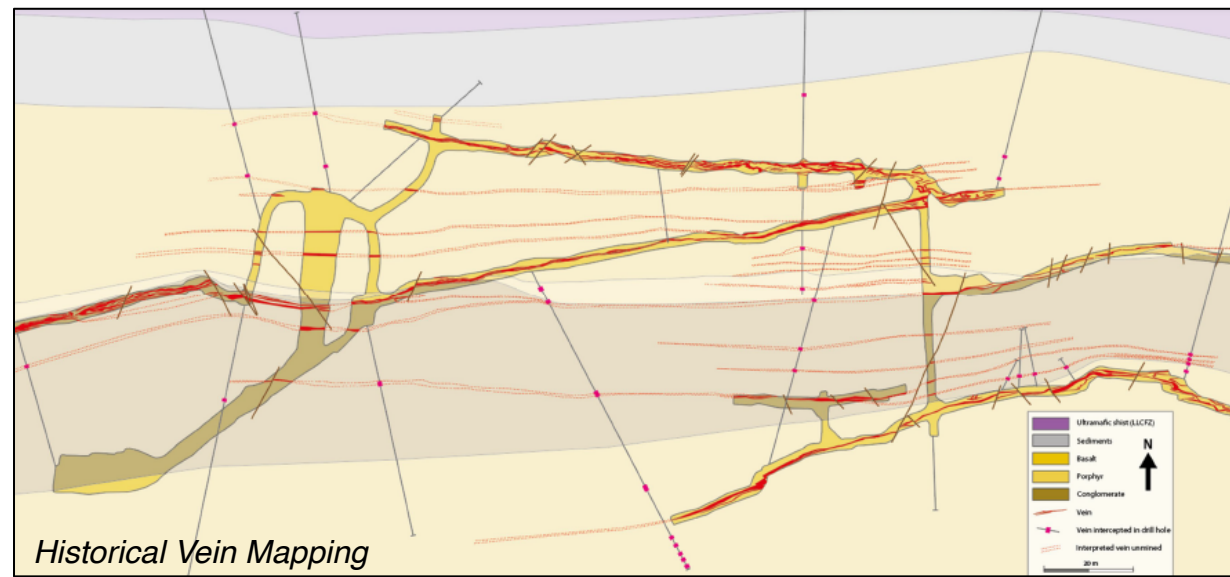 Ultramafic shist (LLCFZ)
Sediments
N
Basalt
Porphyr
Conglomerate
Vein
Vein intercepted in drill hole
Interpreted vein unmined
20 m
Historical Vein Mapping